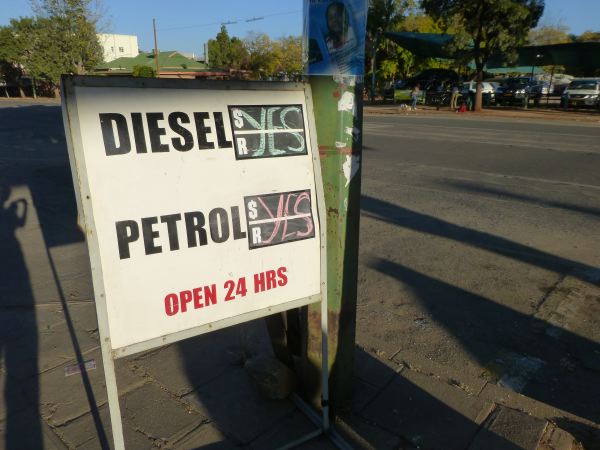 DIESEL $ R YES
PETROL $ R YES
OPEN 24 HRS